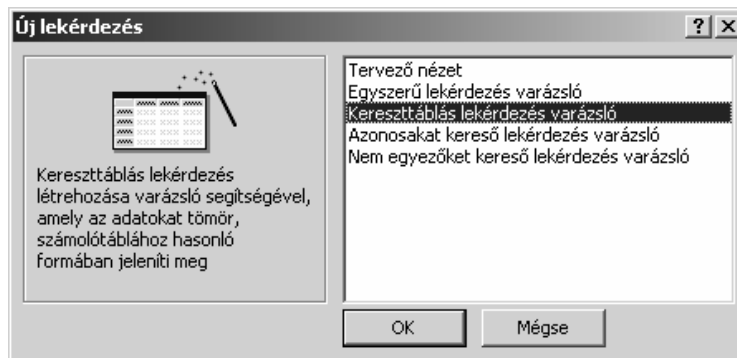 Új lekérdezés
Kereszttáblás lekérdezés
létrehozása varázsló segítségével,
amely az adatokat tömör,
számolótáblához hasonló
formában jeleníti meg
Tervező nézet
Egyszerű lekérdezés varázsló
Kereszttáblás lekérdezés varázsló
Azonosakat kereső lekérdezés varázsló
Nem egyezőket kereső lekérdezés varázsló
OK
Mégse